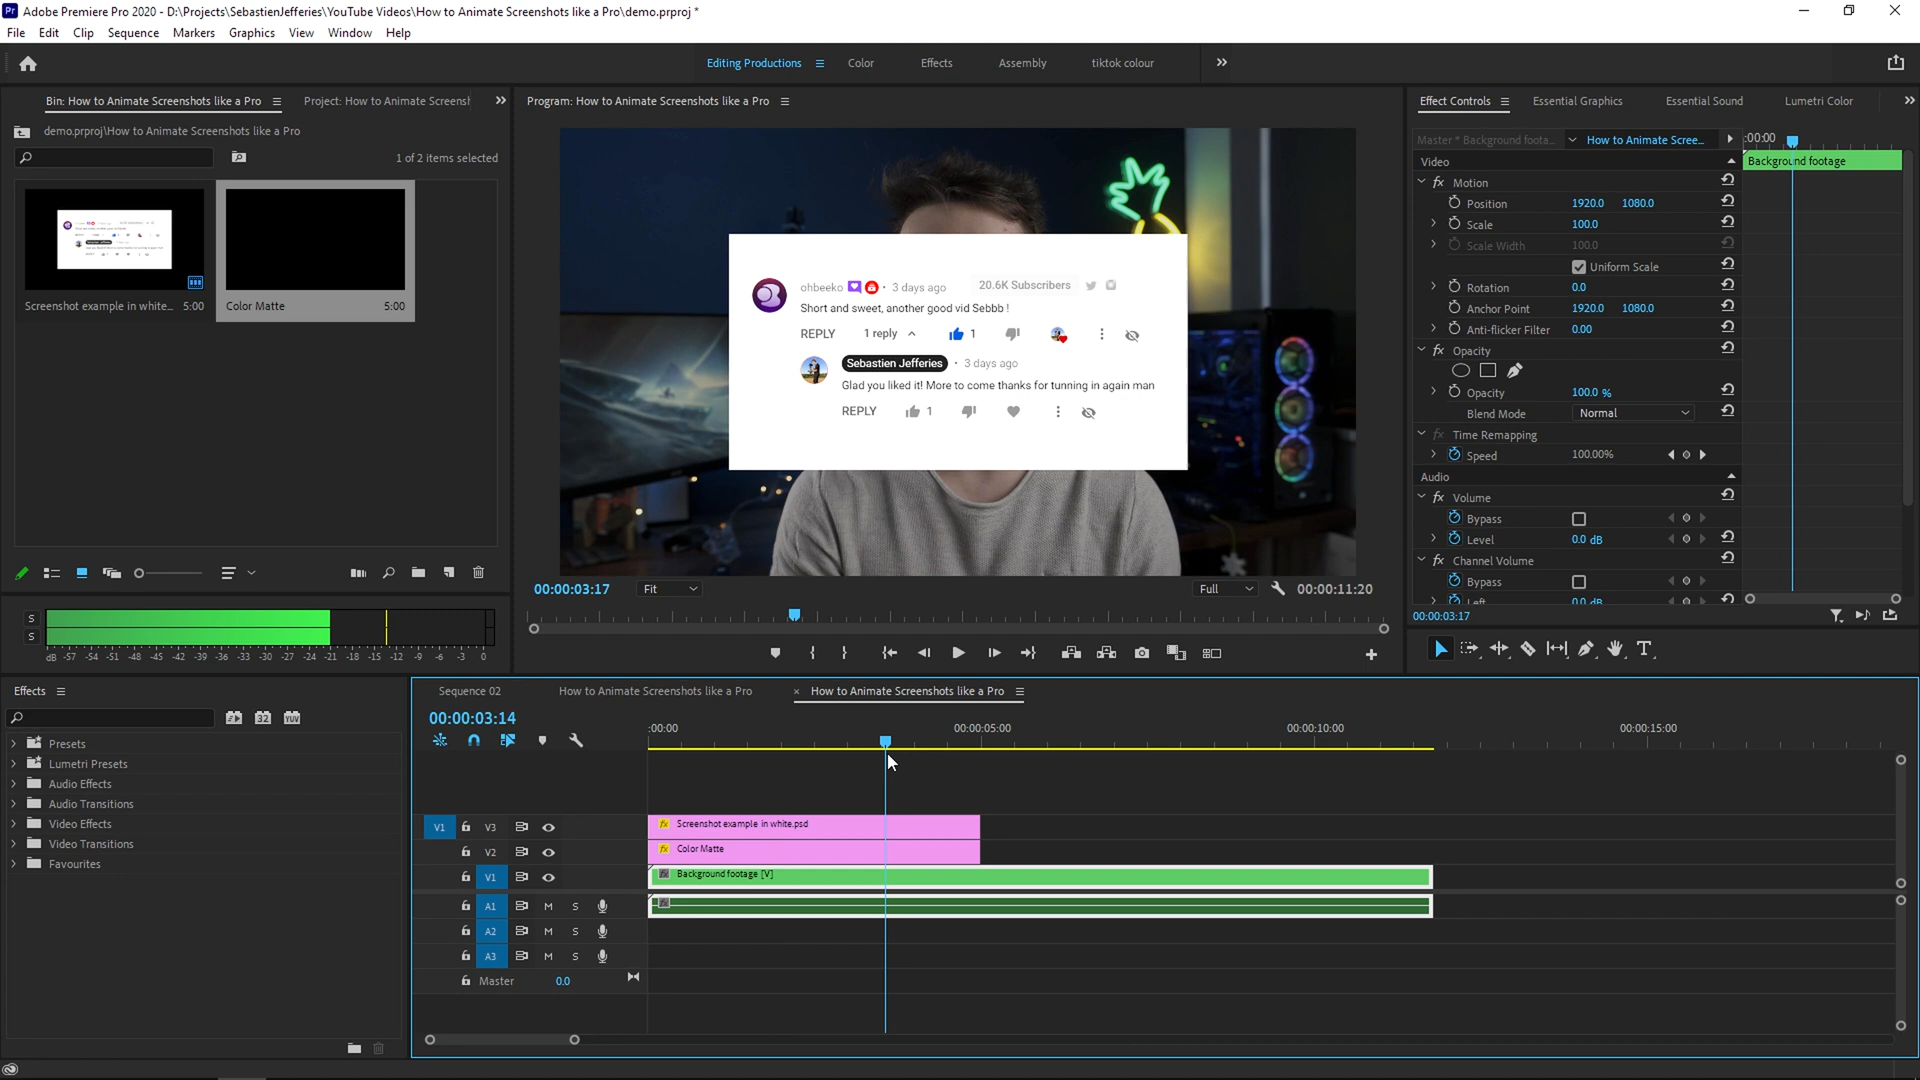 Adobe Premiere Pro 2020 - D:\Projects\SebastienJefferies\YouTube Videos\How to Animate Screenshots like a Pro\demo.prproj *
File Edit Clip Sequence Markers Graphics View Window Help
Editing Productions Color Effects Assembly tiktok colour
Bin: How to Animate Screenshots like a Pro Project: How to Animate Screensh
demo.prproj\How to Animate Screenshots like a Pro
1 of 2 items selected
Screenshot example in white... 5:00
Color Matte 5:00
dB -57 -54 -51 -48 -45 -42 -39 -36 -33 -30 -27 -24 -21 -18 -15 -12 -9 -6 -3 0
S
S
Program: How to Animate Screenshots like a Pro
ohbeeko · 3 days ago 20.6K Subscribers
Short and sweet, another good vid Sebbb !
REPLY 1 reply 1
Sebastien Jefferies · 3 days ago
Glad you liked it! More to come thanks for tunning in again man
REPLY 1
00:00:03:17 Fit Full 00:00:11:20
Effect Controls Essential Graphics Essential Sound Lumetri Color
Master * Background foota... How to Animate Scree... :00:00
Video Background footage
fx Motion
Position 1920.0 1080.0
Scale 100.0
Scale Width 100.0
Uniform Scale
Rotation 0.0
Anchor Point 1920.0 1080.0
Anti-flicker Filter 0.00
fx Opacity
Opacity 100.0 %
Blend Mode Normal
fx Time Remapping
Speed 100.00%
Audio
fx Volume
Bypass
Level 0.0 dB
fx Channel Volume
Bypass
Left 0.0 dB
00:00:03:17
Effects
32 YUV
Presets
Lumetri Presets
Audio Effects
Audio Transitions
Video Effects
Video Transitions
Favourites
Sequence 02 How to Animate Screenshots like a Pro × How to Animate Screenshots like a Pro
00:00:03:14
:00:00 00:00:05:00 00:00:10:00 00:00:15:00
V1 V3 fx Screenshot example in white.psd
V2 fx Color Matte
V1 fx Background footage [V]
A1 M S fx
A2 M S
A3 M S
Master 0.0